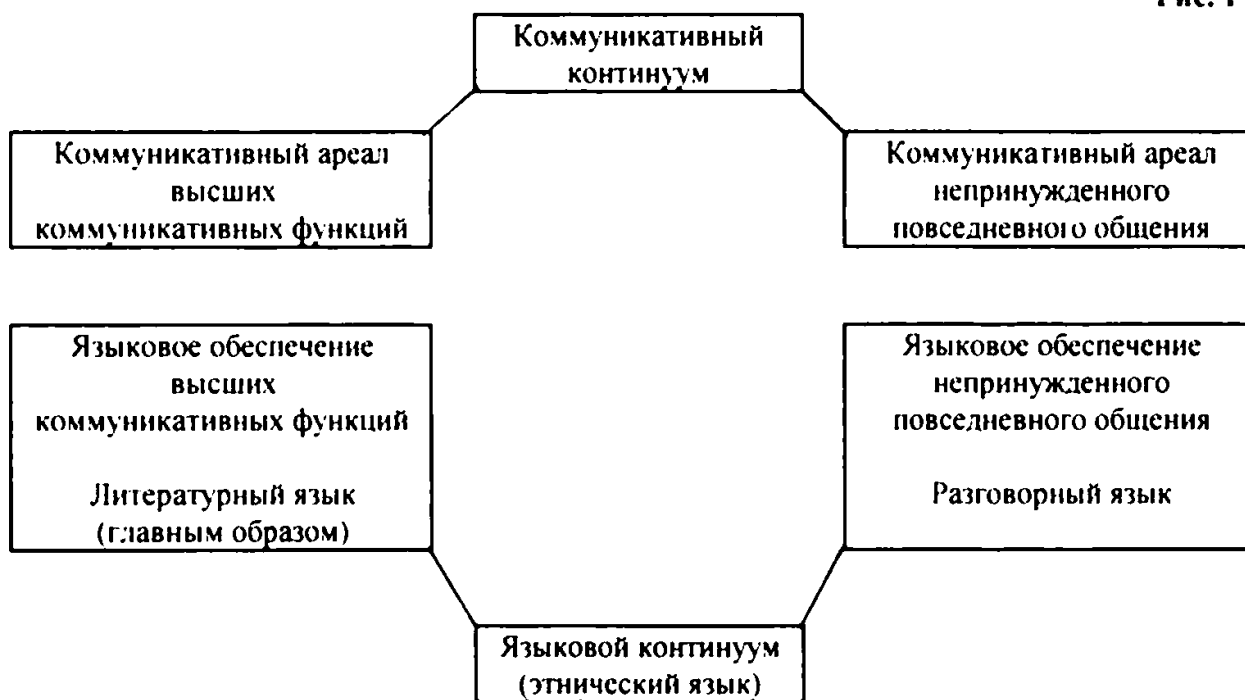 Коммуникативный
континуум
Коммуникативный ареал
высших
коммуникативных функций
Коммуникативный ареал
непринужденного
повседневного общения
Языковое обеспечение
высших
коммуникативных функций
Литературный язык
(главным образом)
Языковое обеспечение
непринужденного
повседневного общения
Разговорный язык
Языковой континуум
(этнический язык)